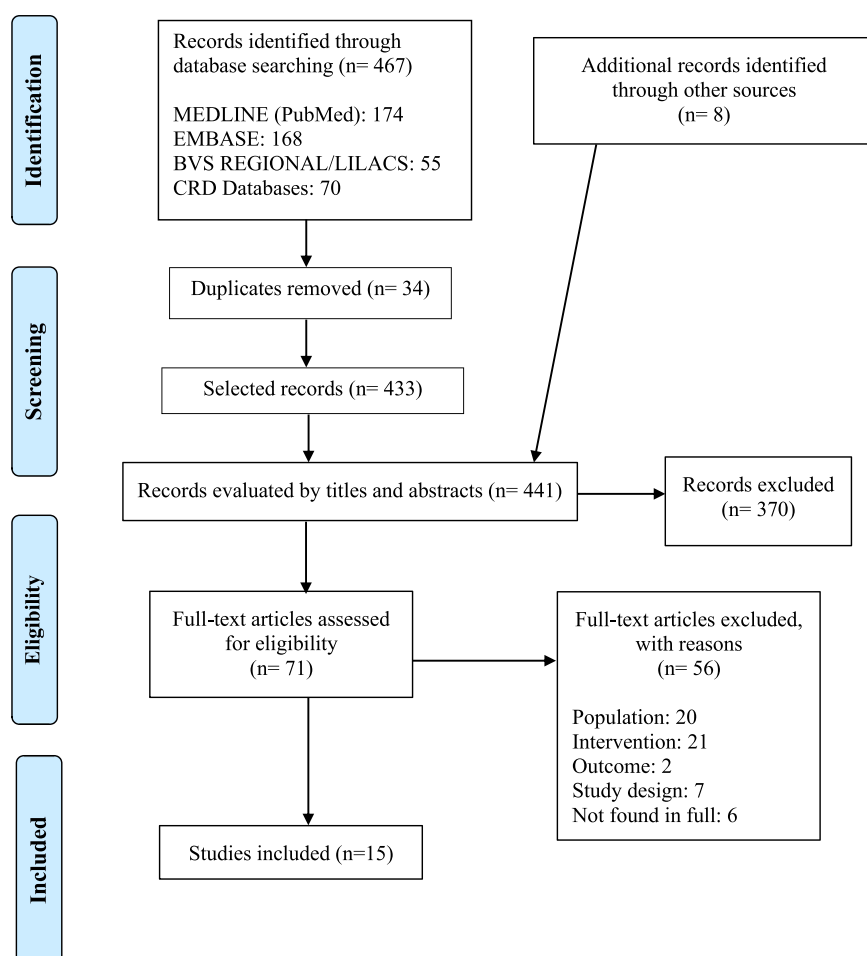 Identification
Records identified through
database searching (n= 467)
MEDLINE (PubMed): 174
EMBASE: 168
BVS REGIONAL/LILACS: 55
CRD Databases: 70
Additional records identified
through other sources
(n= 8)
Screening
Duplicates removed (n= 34)
Selected records (n= 433)
Records evaluated by titles and abstracts (n= 441)
Records excluded
(n= 370)
Eligibility
Full-text articles assessed
for eligibility
(n= 71)
Full-text articles excluded,
with reasons
(n= 56)
Population: 20
Intervention: 21
Outcome: 2
Study design: 7
Not found in full: 6
Included
Studies included (n=15)